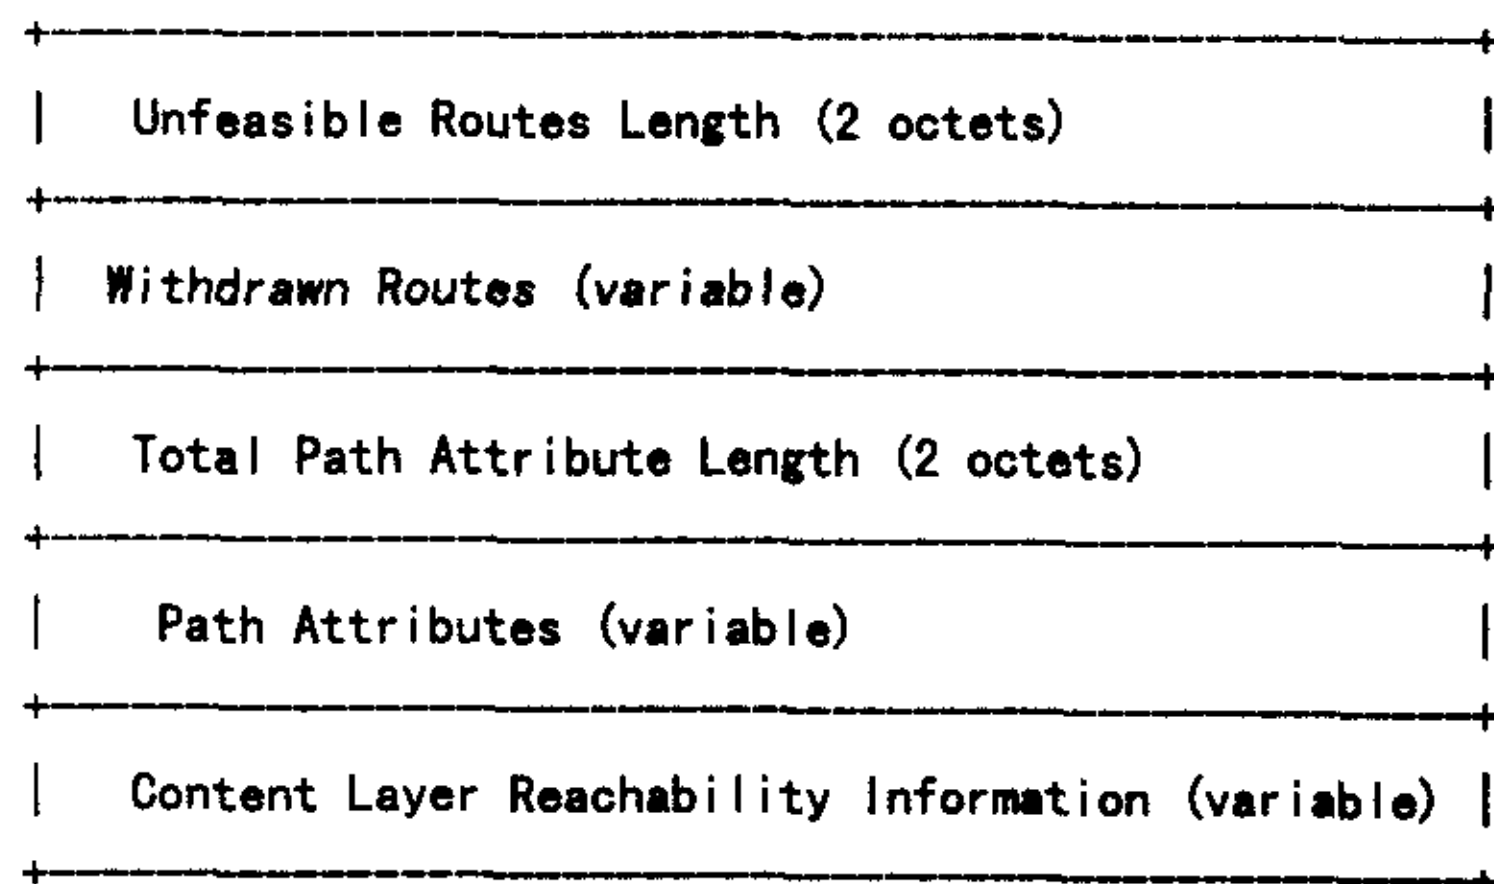 Unfeasible Routes Length (2 octets)
Withdrawn Routes (variable)
Total Path Attribute Length (2 octets)
Path Attributes (variable)
Content Layer Reachability Information (variable)